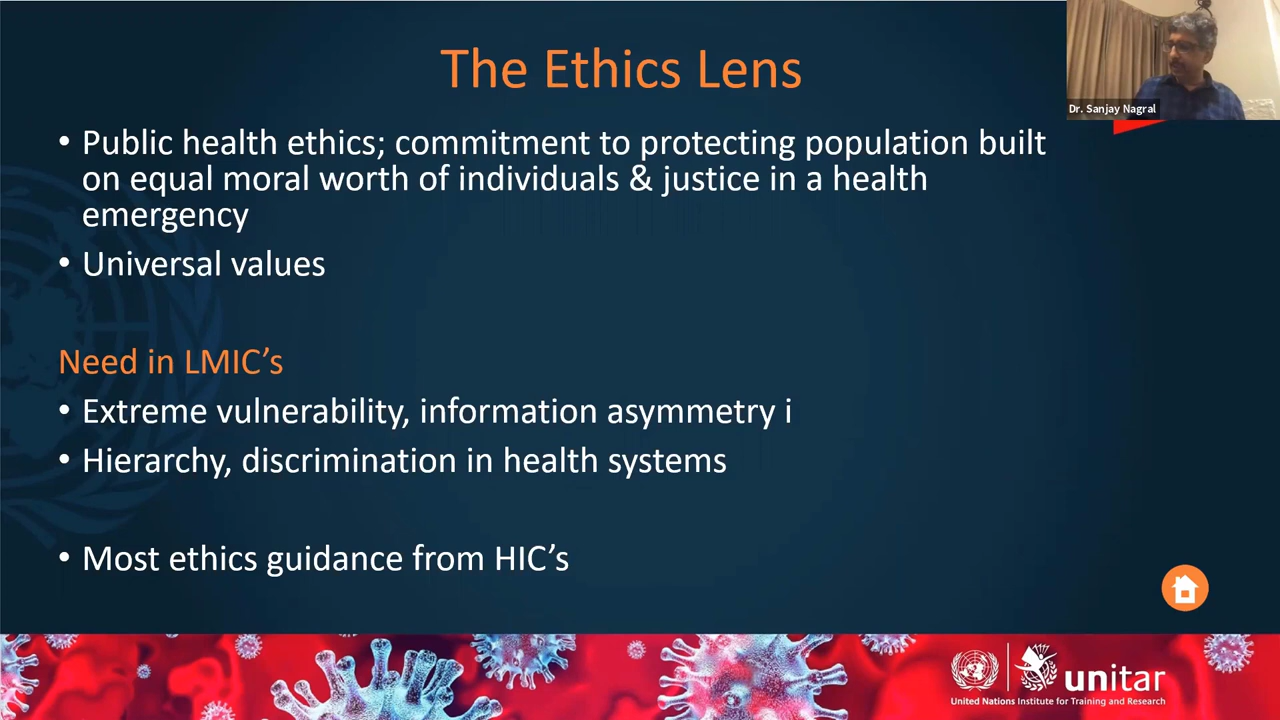 The Ethics Lens
Dr. Sanjay Nagral
• Public health ethics; commitment to protecting population built
on equal moral worth of individuals & justice in a health
emergency
• Universal values
Need in LMIC’s
• Extreme vulnerability, information asymmetry i
• Hierarchy, discrimination in health systems
• Most ethics guidance from HIC’s
unitar
United Nations Institute for Training and Research